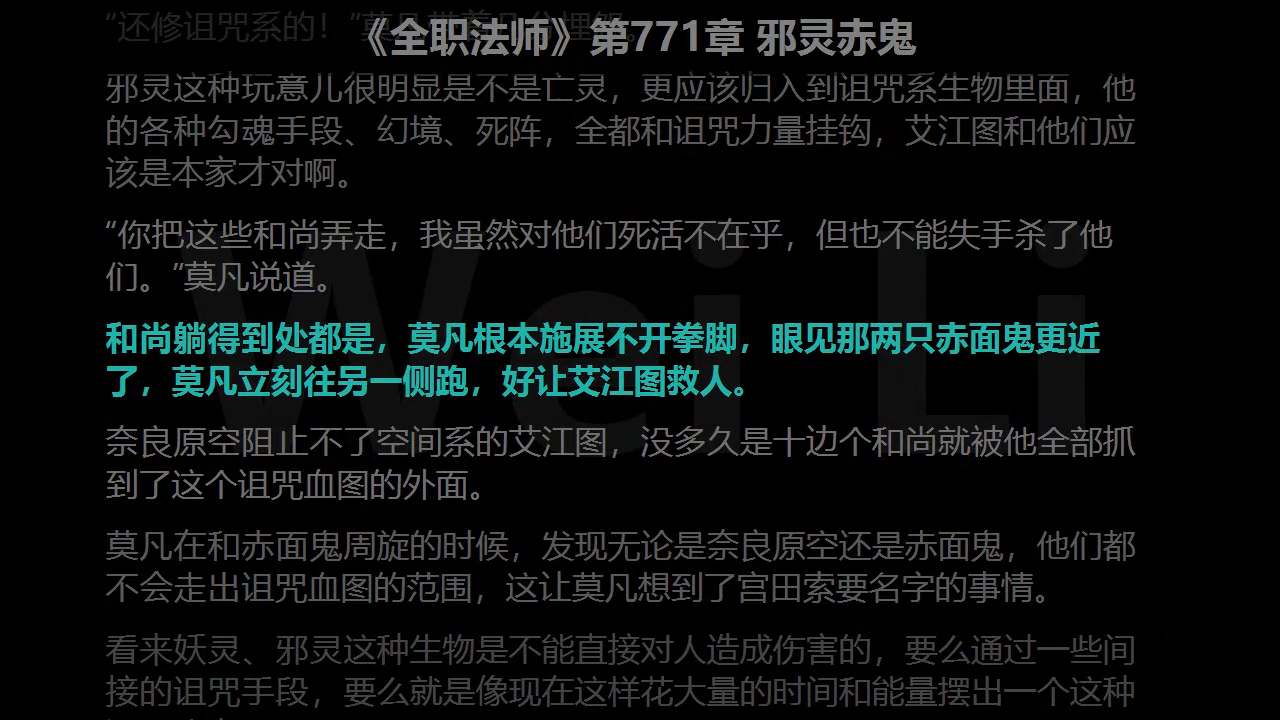 “还修诅咒系的！”莫凡带着几分埋怨。
《全职法师》第771章 邪灵赤鬼
邪灵这种玩意儿很明显是不是亡灵，更应该归入到诅咒系生物里面，他
的各种勾魂手段、幻境、死阵，全都和诅咒力量挂钩，艾江图和他们应
该是本家才对啊。
“你把这些和尚弄走，我虽然对他们死活不在乎，但也不能失手杀了他
们。”莫凡说道。
和尚躺得到处都是，莫凡根本施展不开拳脚，眼见那两只赤面鬼更近
了，莫凡立刻往另一侧跑，好让艾江图救人。
奈良原空阻止不了空间系的艾江图，没多久是十边个和尚就被他全部抓
到了这个诅咒血图的外面。
莫凡在和赤面鬼周旋的时候，发现无论是奈良原空还是赤面鬼，他们都
不会走出诅咒血图的范围，这让莫凡想到了宫田索要名字的事情。
看来妖灵、邪灵这种生物是不能直接对人造成伤害的，要么通过一些间
接的诅咒手段，要么就是像现在这样花大量的时间和能量摆出一个这种
Wei Li